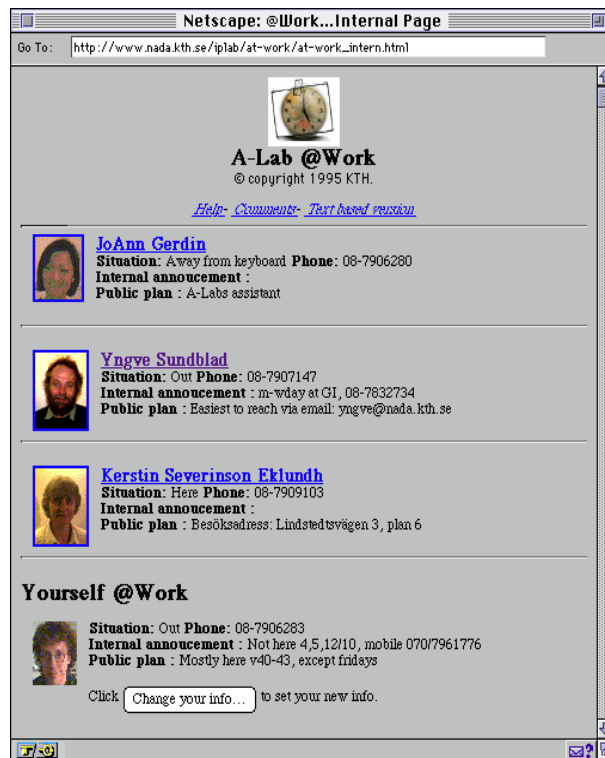 Netscape: @Work...Internal Page
Go To: http://www.nada.kth.se/iplab/at-work/at-work_intern.html
A-Lab @Work
© copyright 1995 KTH.
Help- Comments- Text based version
JoAnn Gerdin
Situation: Away from keyboard Phone: 08-7906280
Internal annoucement :
Public plan : A-Labs assistant
Yngve Sundblad
Situation: Out Phone: 08-7907147
Internal annoucement : m-wday at GI, 08-7832734
Public plan : Easiest to reach via email: yngve@nada.kth.se
Kerstin Severinson Eklundh
Situation: Here Phone: 08-7909103
Internal annoucement :
Public plan : Besöksadress: Lindstedtsvägen 3, plan 6
Yourself @Work
Situation: Out Phone: 08-7906283
Internal annoucement : Not here 4,5,12/10, mobile 070/7961776
Public plan : Mostly here v40-43, except fridays
Click Change your info... to set your new info.